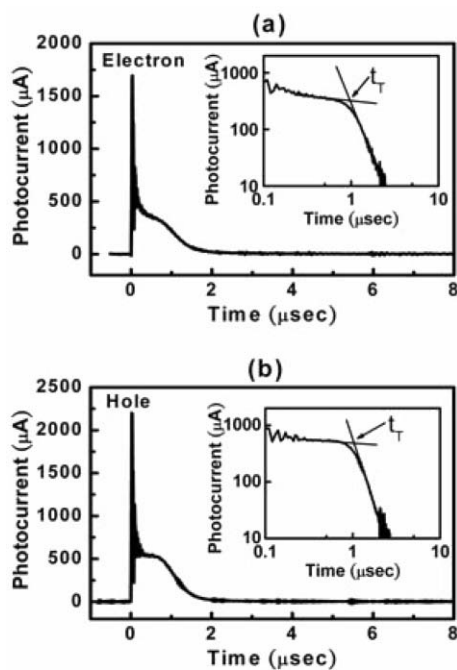 (a)
2000
1500
1000
500
0
Photocurrent (μA)
Electron
Photocurrent (μA)
1000
100
10
t_T
0.1 1 10
Time (μsec)
0 2 4 6 8
Time (μsec)
(b)
2500
2000
1500
1000
500
0
Photocurrent (μA)
Hole
Photocurrent (μA)
1000
100
10
t_T
0.1 1 10
Time (μsec)
0 2 4 6 8
Time (μsec)